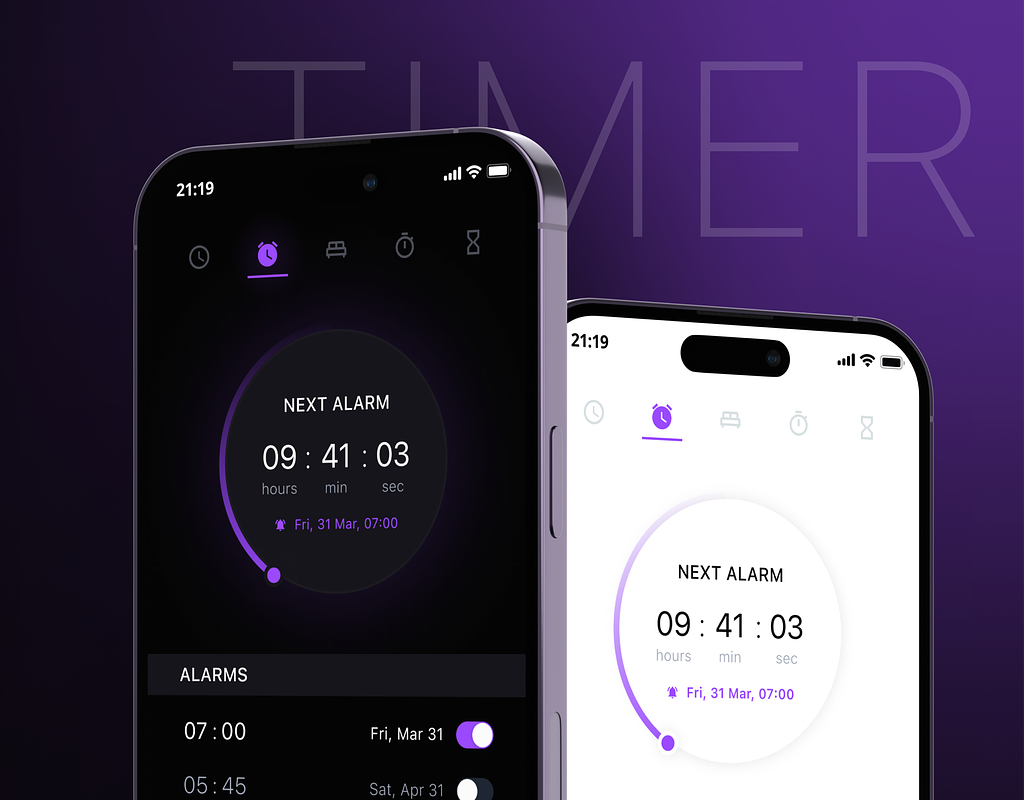 TIMER
21:19
NEXT ALARM
09 : 41 : 03
hours min sec
Fri, 31 Mar, 07:00
ALARMS
07 : 00 Fri, Mar 31
05 : 45 Sat, Apr 31
21:19
NEXT ALARM
09 : 41 : 03
hours min sec
Fri, 31 Mar, 07:00